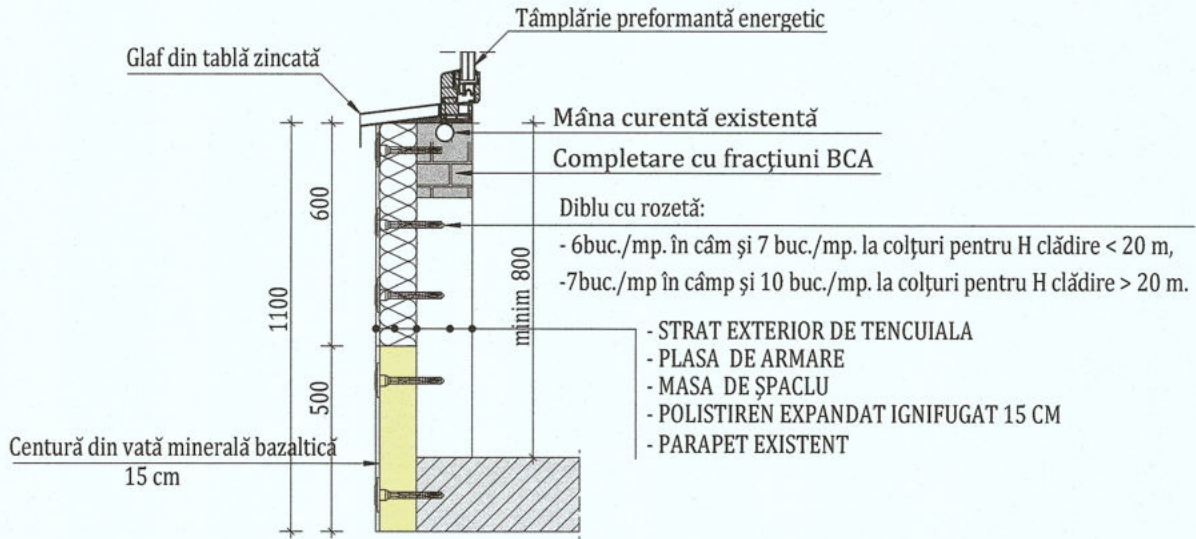 Tâmplărie preformantă energetic
Glaf din tablă zincată
Mâna curentă existentă
Completare cu fracțiuni BCA
Diblu cu rozetă:
- 6buc./mp. în câm și 7 buc./mp. la colțuri pentru H clădire < 20 m,
-7buc./mp în câmp și 10 buc./mp. la colțuri pentru H clădire > 20 m.
600
1100
minim 800
- STRAT EXTERIOR DE TENCUIALA
- PLASA DE ARMARE
- MASA DE ȘPACLU
- POLISTIREN EXPANDAT IGNIFUGAT 15 CM
- PARAPET EXISTENT
500
Centură din vată minerală bazaltică
15 cm